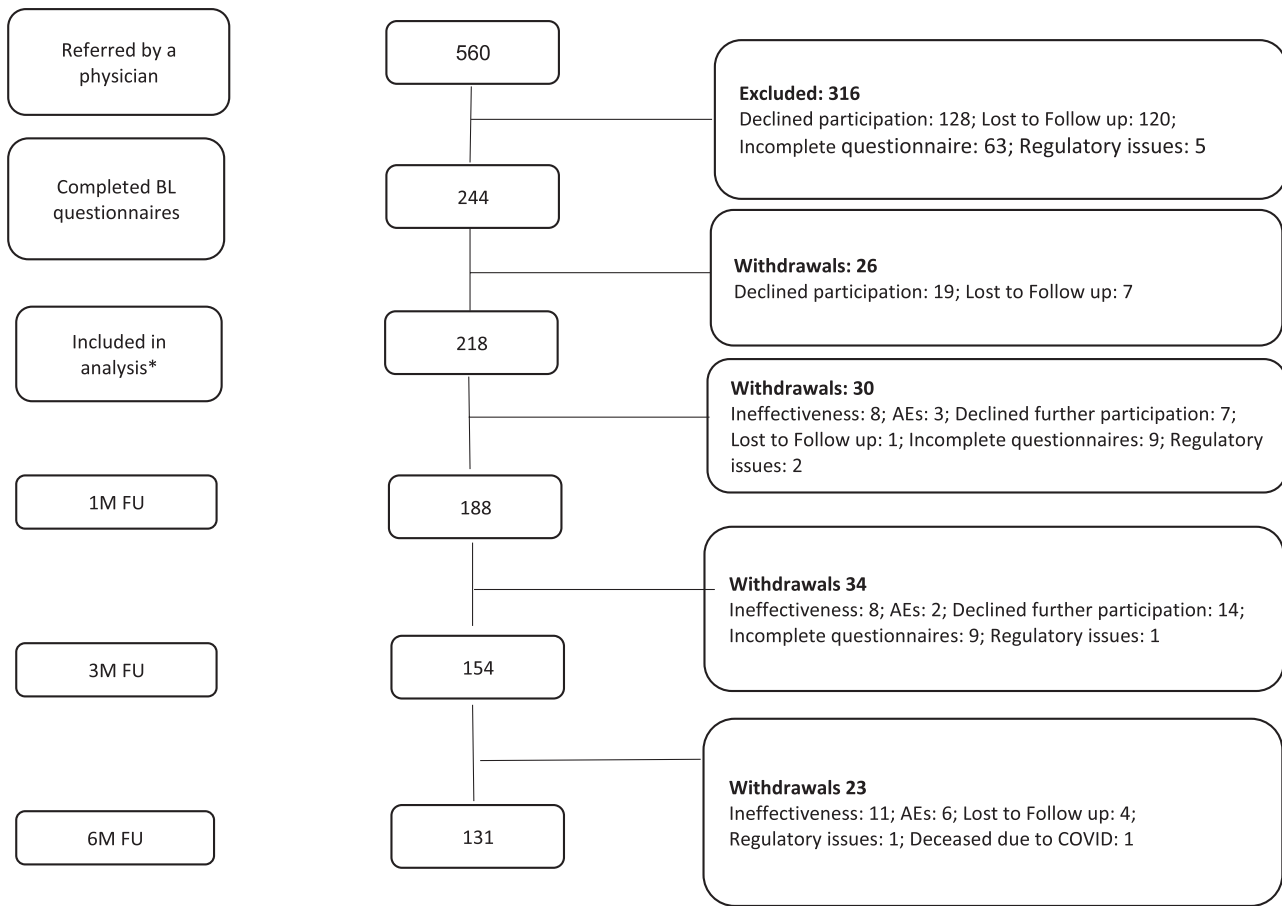 Referred by a
physician
560
Excluded: 316
Declined participation: 128; Lost to Follow up: 120;
Incomplete questionnaire: 63; Regulatory issues: 5
Completed BL
questionnaires
244
Withdrawals: 26
Declined participation: 19; Lost to Follow up: 7
Included in
analysis*
218
Withdrawals: 30
Ineffectiveness: 8; AEs: 3; Declined further participation: 7;
Lost to Follow up: 1; Incomplete questionnaires: 9; Regulatory
issues: 2
1M FU
188
Withdrawals 34
Ineffectiveness: 8; AEs: 2; Declined further participation: 14;
Incomplete questionnaires: 9; Regulatory issues: 1
3M FU
154
Withdrawals 23
Ineffectiveness: 11; AEs: 6; Lost to Follow up: 4;
Regulatory issues: 1; Deceased due to COVID: 1
6M FU
131